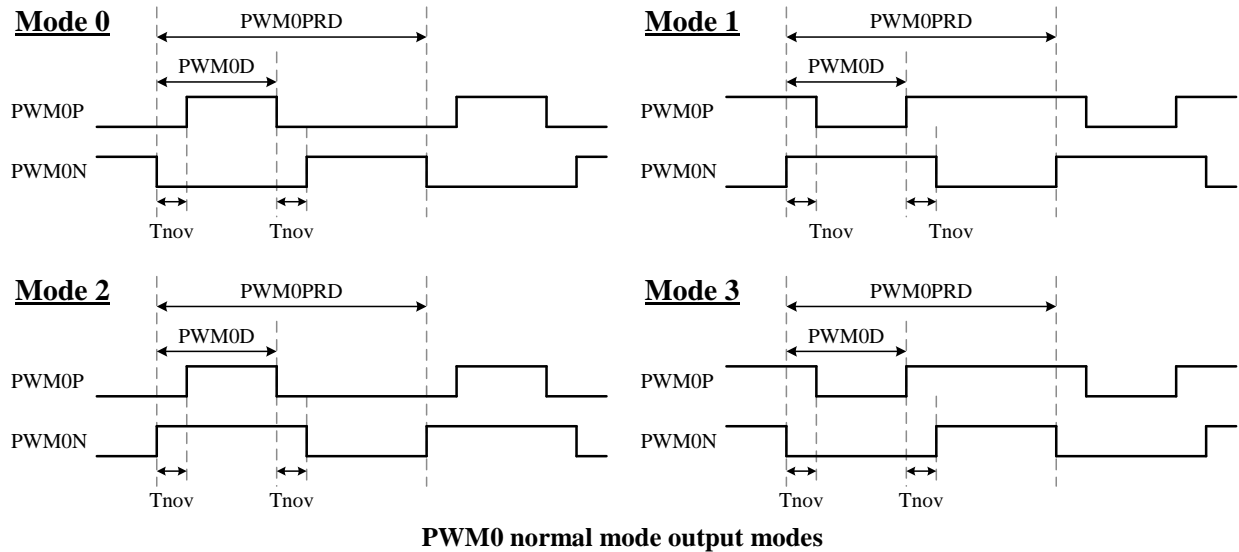 Mode 0
PWM0PRD
PWM0D
PWM0P
PWM0N
Tnov
Tnov
Mode 1
PWM0PRD
PWM0D
PWM0P
PWM0N
Tnov
Tnov
Mode 2
PWM0PRD
PWM0D
PWM0P
PWM0N
Tnov
Tnov
Mode 3
PWM0PRD
PWM0D
PWM0P
PWM0N
Tnov
Tnov
PWM0 normal mode output modes